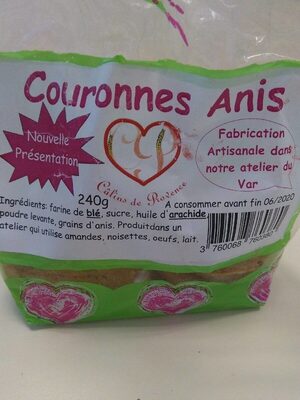 Couronnes Anis
Nouvelle
Présentation
CP
Câlins de Provence
Fabrication
Artisanale dans
notre atelier du
Var
240g
A consommer avant fin 06/2020
Ingrédients: farine de blé, sucre, huile d'arachide
poudre levante, grains d'anis. Produitdans un
atelier qui utilise amandes, noisettes, oeufs, lait.